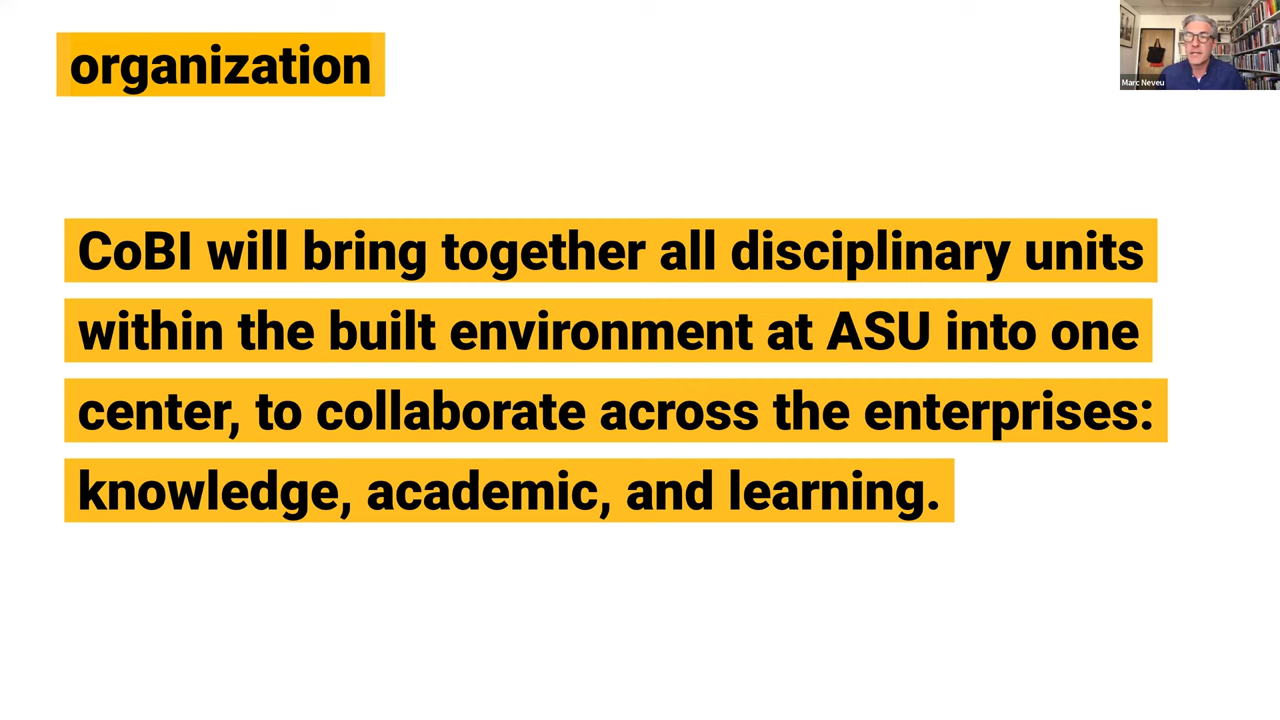 organization
Marc Neveu
CoBI will bring together all disciplinary units
within the built environment at ASU into one
center, to collaborate across the enterprises:
knowledge, academic, and learning.